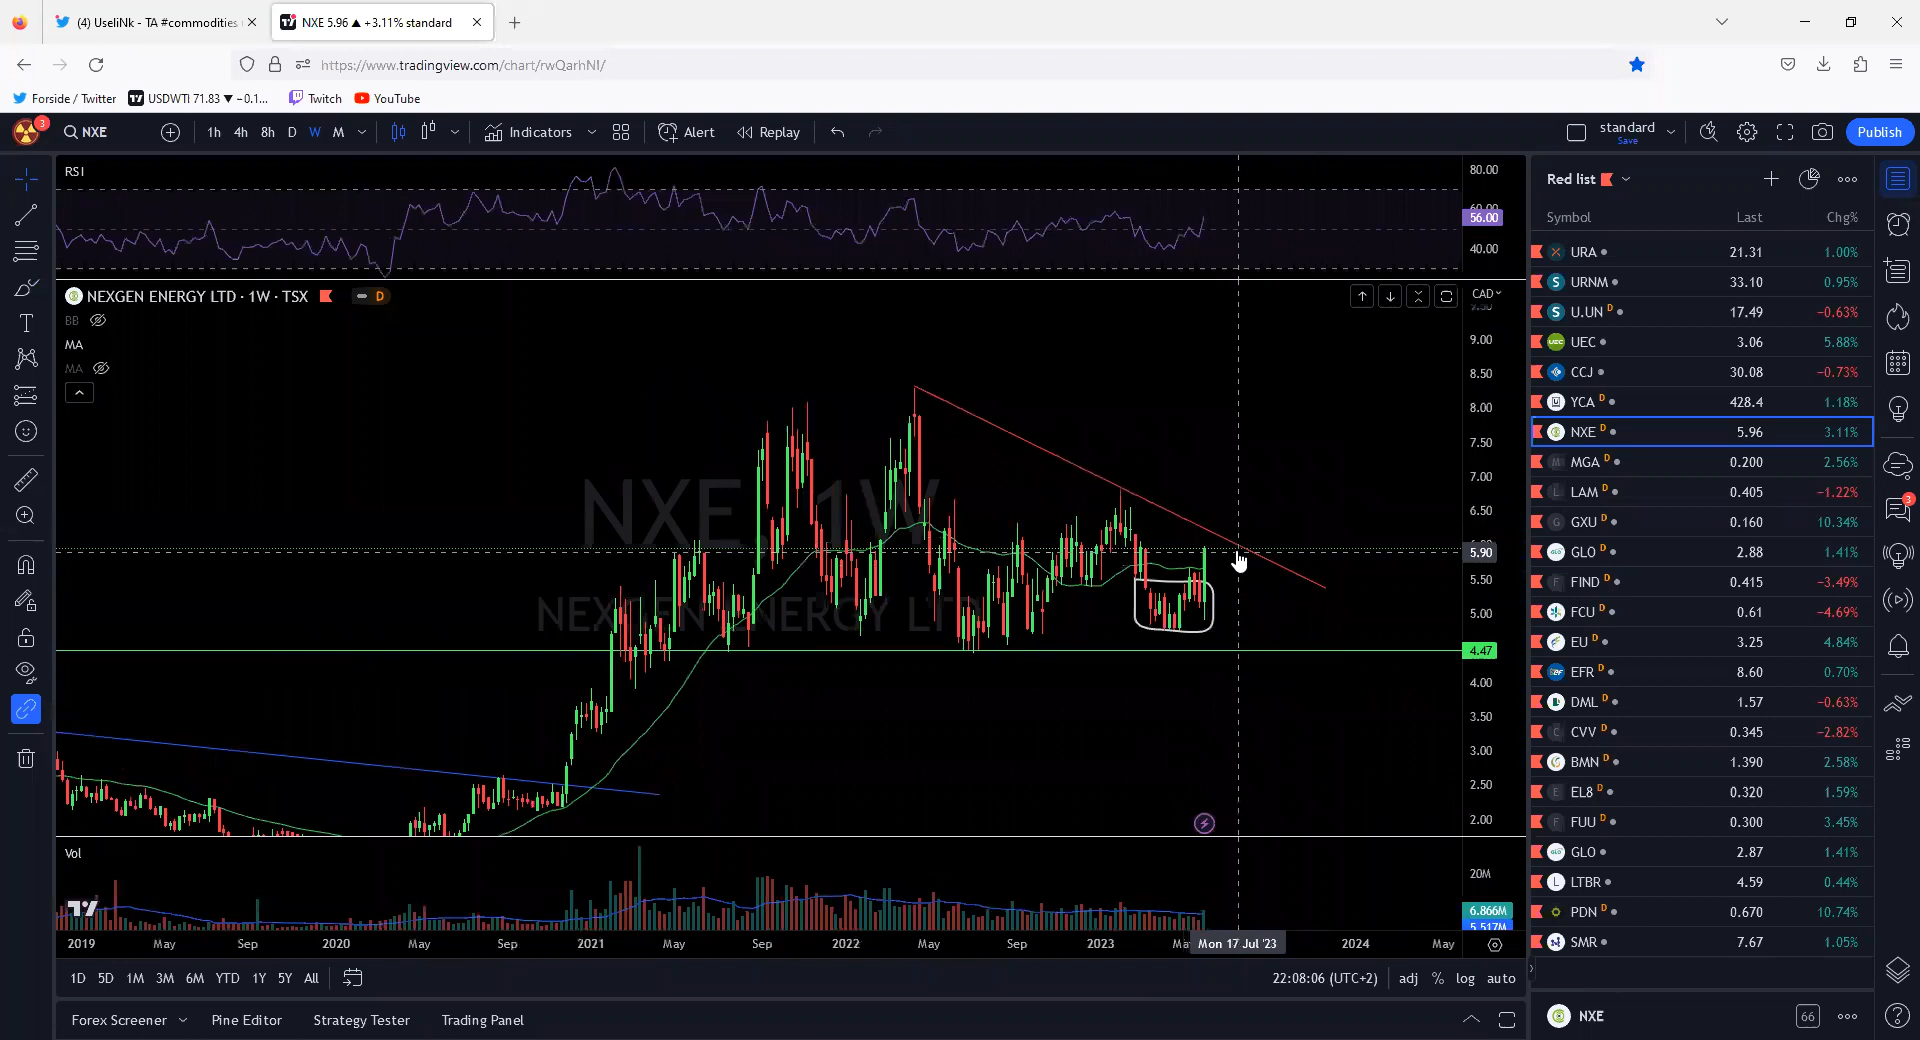 (4) UseliNk - TA #commodities
NXE 5.96 ▲ +3.11% standard
https://www.tradingview.com/chart/rwQarhNI/
Forside / Twitter
USDWTI 71.83 ▼ −0.1...
Twitch
YouTube
3
NXE
1h 4h 8h D W M
Indicators
Alert
Replay
standard
Save
Publish
RSI
80.00
60.00
56.00
40.00
NEXGEN ENERGY LTD · 1W · TSX
D
CAD
BB
MA
MA
9.50
9.00
8.50
8.00
7.50
7.00
6.50
5.90
5.50
5.00
4.47
4.00
3.50
3.00
2.50
2.00
NXE, 1W
NEXGEN ENERGY LTD
Vol
20M
6.866M
5.517M
2019 May Sep 2020 May Sep 2021 May Sep 2022 May Sep 2023 May Mon 17 Jul '23 2024 May
1D 5D 1M 3M 6M YTD 1Y 5Y All
22:08:06 (UTC+2) adj % log auto
Forex Screener Pine Editor Strategy Tester Trading Panel
Red list
Symbol Last Chg%
URA 21.31 1.00%
URNM 33.10 0.95%
U.UN D 17.49 −0.63%
UEC 3.06 5.88%
CCJ 30.08 −0.73%
YCA D 428.4 1.18%
NXE D 5.96 3.11%
MGA D 0.200 2.56%
LAM D 0.405 −1.22%
GXU D 0.160 10.34%
GLO D 2.88 1.41%
FIND D 0.415 −3.49%
FCU D 0.61 −4.69%
EU D 3.25 4.84%
EFR D 8.60 0.70%
DML D 1.57 −0.63%
CVV D 0.345 −2.82%
BMN D 1.390 2.58%
EL8 D 0.320 1.59%
FUU D 0.300 3.45%
GLO 2.87 1.41%
LTBR 4.59 0.44%
PDN D 0.670 10.74%
SMR 7.67 1.05%
NXE
66
3